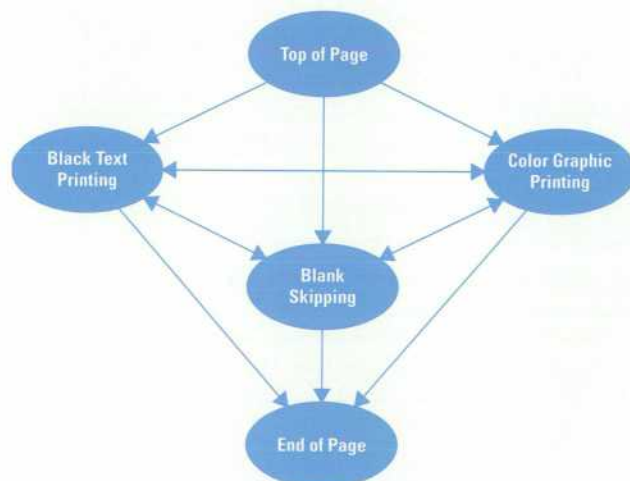 Top of Page
Black Text
Printing
Color Graphic
Printing
Blank
Skipping
End of Page